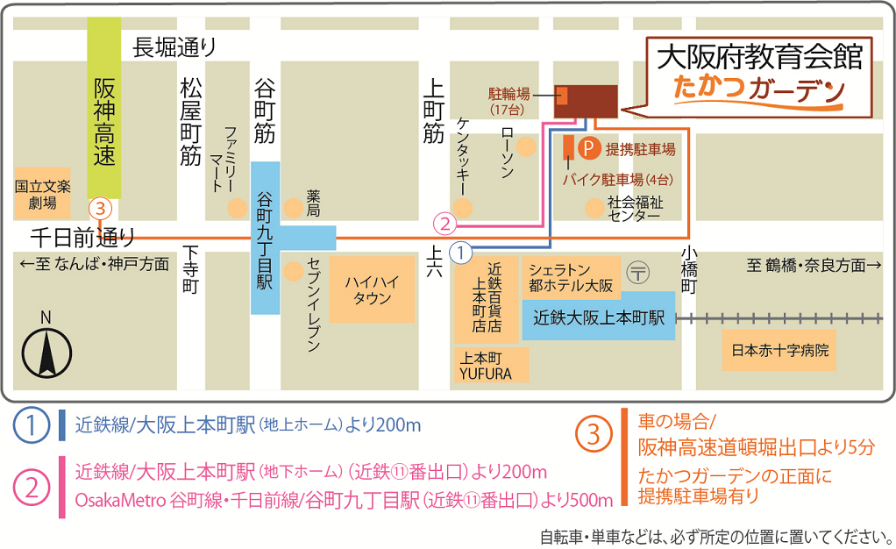 長堀通り
阪神高速
松屋町筋
谷町筋
上町筋
大阪府教育会館
たかつガーデン
駐輪場
(17台)
ファミリー
マート
ケンタッキー
ローソン
P
提携駐車場
バイク駐車場(4台)
国立文楽
劇場
③
谷町九丁目駅
薬局
②
社会福祉
センター
千日前通り
下寺町
上六
①
小橋町
←至 なんば・神戸方面
至 鶴橋・奈良方面→
セブンイレブン
ハイハイ
タウン
近鉄百貨店
上本町店
シェラトン
都ホテル大阪
〒
近鉄大阪上本町駅
N
上本町
YUFURA
日本赤十字病院
① 近鉄線/大阪上本町駅(地上ホーム)より200m
② 近鉄線/大阪上本町駅(地下ホーム)(近鉄⑪番出口)より200m
OsakaMetro 谷町線・千日前線/谷町九丁目駅(近鉄⑪番出口)より500m
③ 車の場合/
阪神高速道頓堀出口より5分
たかつガーデンの正面に
提携駐車場有り
自転車・単車などは、必ず所定の位置に置いてください。